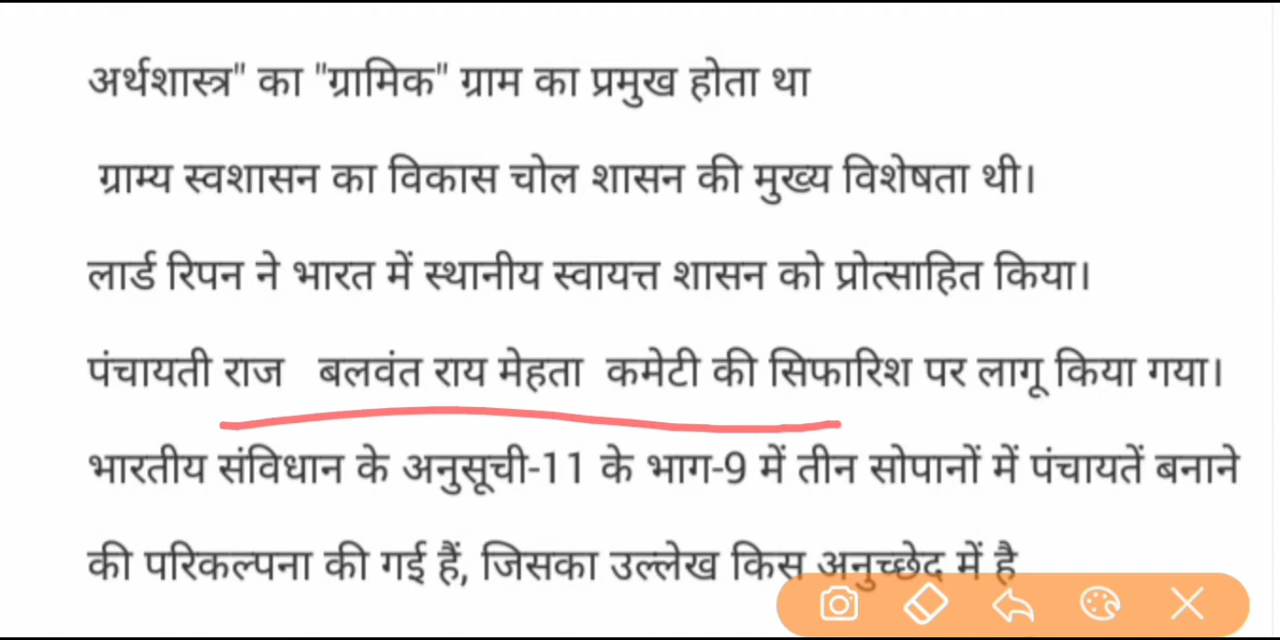 अर्थशास्त्र" का "ग्रामिक" ग्राम का प्रमुख होता था
ग्राम्य स्वशासन का विकास चोल शासन की मुख्य विशेषता थी।
लार्ड रिपन ने भारत में स्थानीय स्वायत्त शासन को प्रोत्साहित किया।
पंचायती राज बलवंत राय मेहता कमेटी की सिफारिश पर लागू किया गया।
भारतीय संविधान के अनुसूची-11 के भाग-9 में तीन सोपानों में पंचायतें बनाने
की परिकल्पना की गई हैं, जिसका उल्लेख किस अनुच्छेद में है